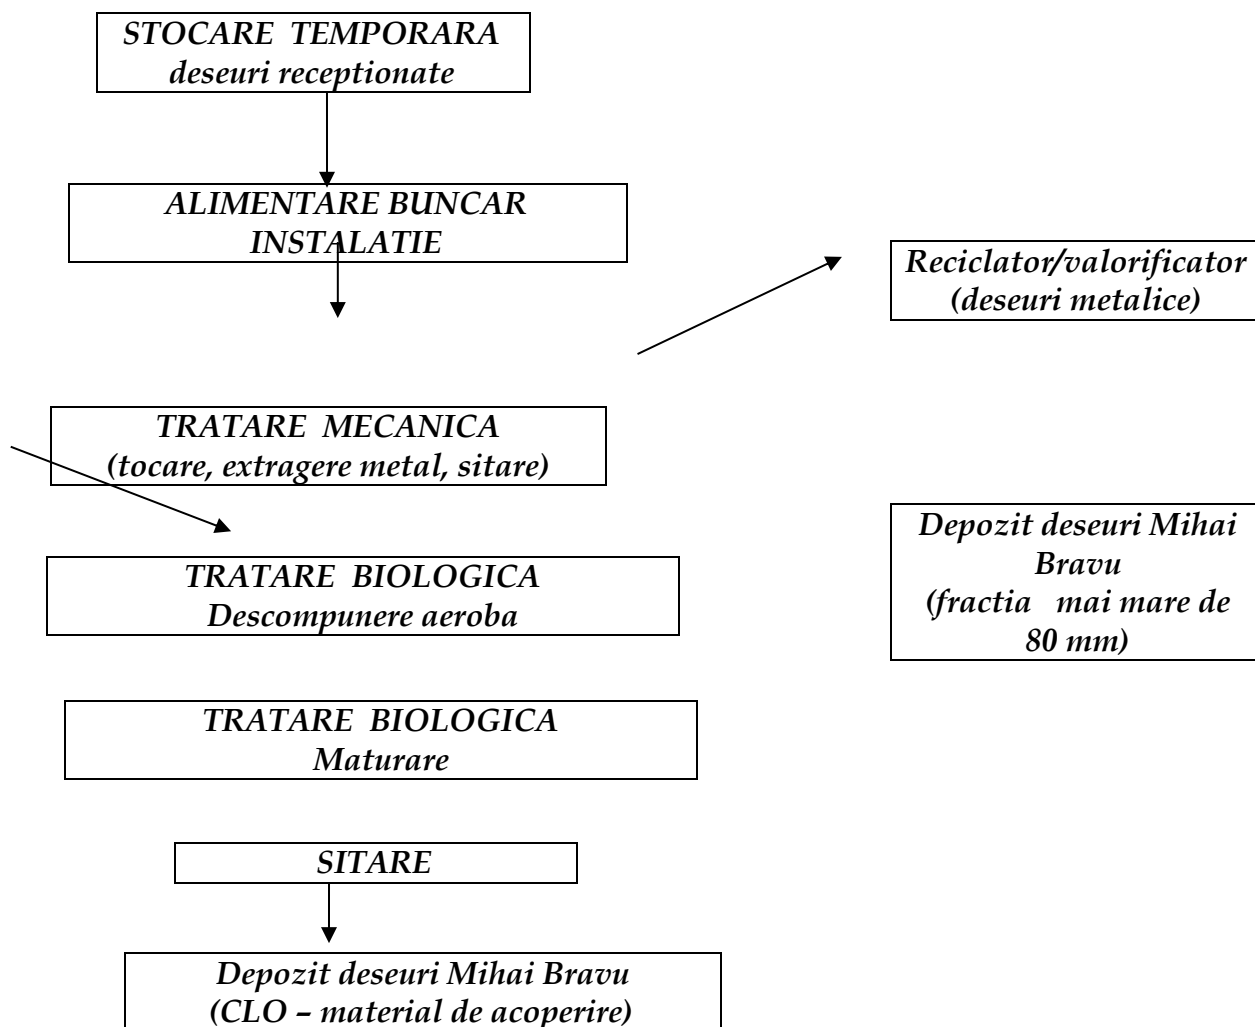 STOCARE TEMPORARA
deseuri receptionate
ALIMENTARE BUNCAR
INSTALATIE
Reciclator/valorificator
(deseuri metalice)
TRATARE MECANICA
(tocare, extragere metal, sitare)
Depozit deseuri Mihai
Bravu
(fractia mai mare de
80 mm)
TRATARE BIOLOGICA
Descompunere aeroba
TRATARE BIOLOGICA
Maturare
SITARE
Depozit deseuri Mihai Bravu
(CLO – material de acoperire)